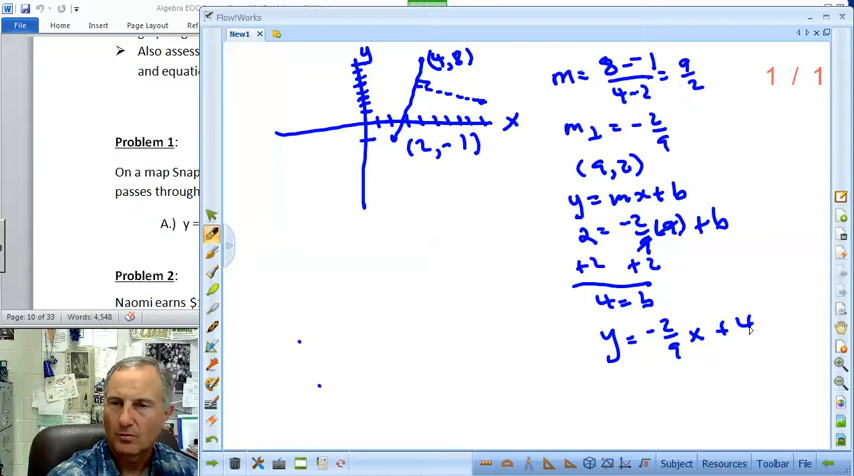 Algebra EOC
File Home Insert Page Layout
Also assess
and equatio
Problem 1:
On a map Snap
passes through
A.) y =
Problem 2:
Naomi earns $
Page: 10 of 33 Words: 4,548
Flow!Works
New1
y
(4,8)
x
(2,-1)
m = 8--1/4-2 = 9/2
m⊥ = -2/9
(9,2)
y = mx+b
2 = -2/9(9) + b
+2 +2
4 = b
y = -2/9 x + 4
1 / 1
Subject Resources Toolbar File